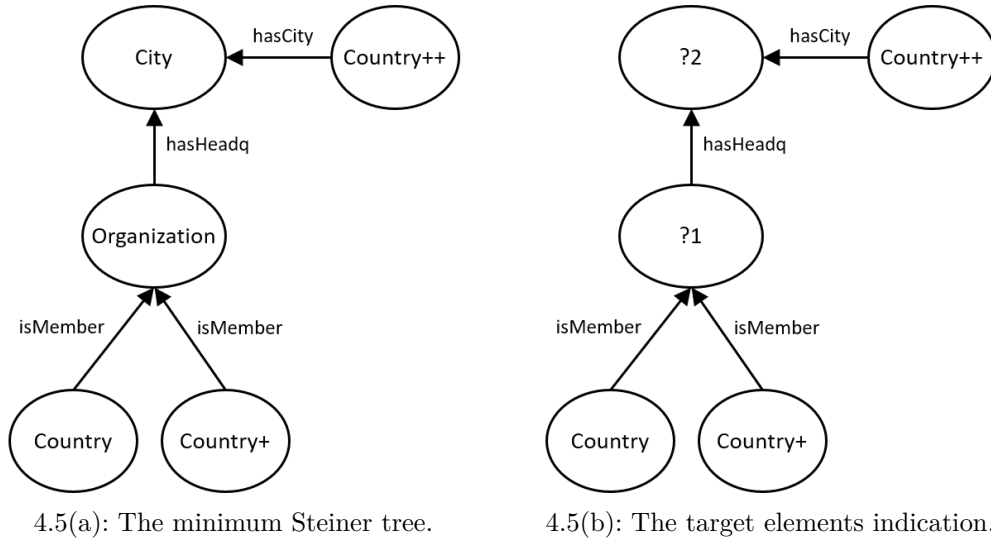 City
hasCity
Country++
hasHeadq
Organization
isMember
isMember
Country
Country+
4.5(a): The minimum Steiner tree.
?2
hasCity
Country++
hasHeadq
?1
isMember
isMember
Country
Country+
4.5(b): The target elements indication.